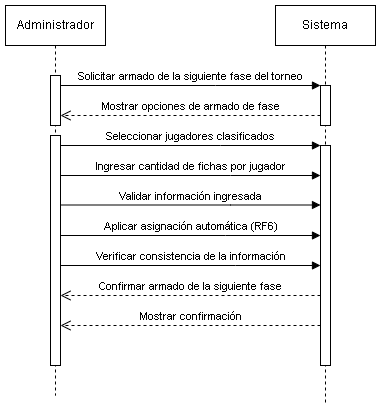 Administrador
Sistema
Solicitar armado de la siguiente fase del torneo
Mostrar opciones de armado de fase
Seleccionar jugadores clasificados
Ingresar cantidad de fichas por jugador
Validar información ingresada
Aplicar asignación automática (RF6)
Verificar consistencia de la información
Confirmar armado de la siguiente fase
Mostrar confirmación